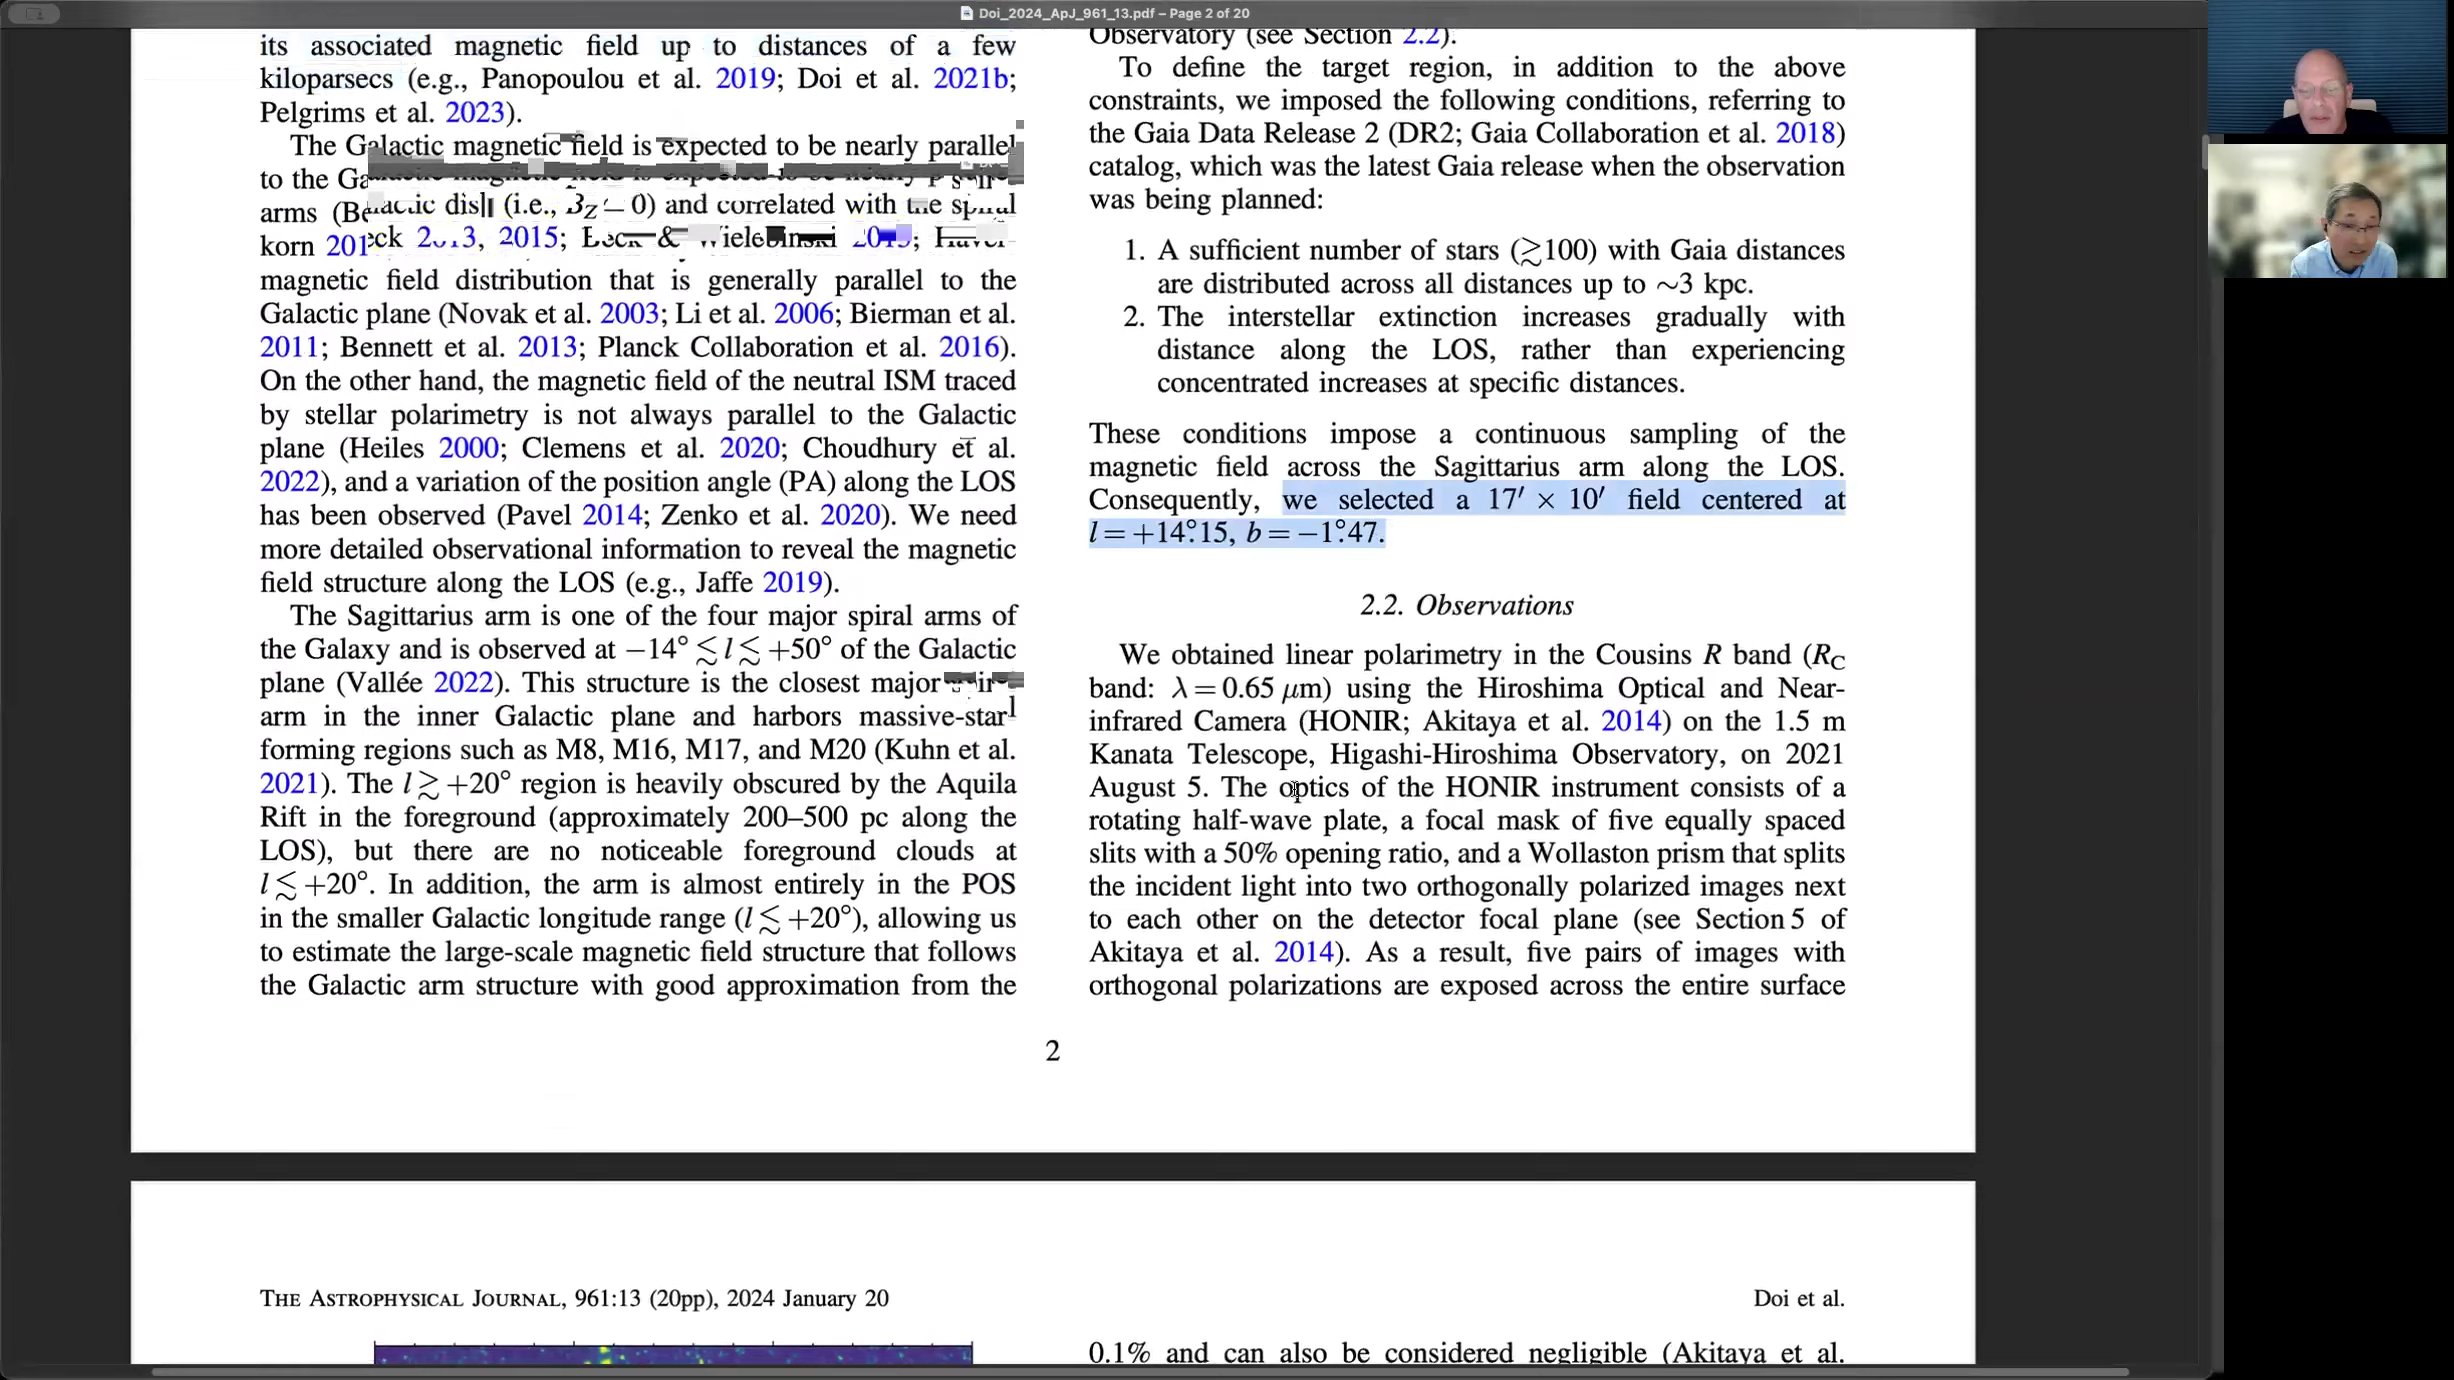 Doi_2024_ApJ_961_13.pdf – Page 2 of 20
its associated magnetic field up to distances of a few
kiloparsecs (e.g., Panopoulou et al. 2019; Doi et al. 2021b;
Pelgrims et al. 2023).
The Galactic magnetic field is expected to be nearly parallel
to the
lactic disk (i.e., B_Z = 0) and correlated with the spiral
arms
korn eck 2013, 2015; Beck & Wielebinski
magnetic field distribution that is generally parallel to the
Galactic plane (Novak et al. 2003; Li et al. 2006; Bierman et al.
2011; Bennett et al. 2013; Planck Collaboration et al. 2016).
On the other hand, the magnetic field of the neutral ISM traced
by stellar polarimetry is not always parallel to the Galactic
plane (Heiles 2000; Clemens et al. 2020; Choudhury et al.
2022), and a variation of the position angle (PA) along the LOS
has been observed (Pavel 2014; Zenko et al. 2020). We need
more detailed observational information to reveal the magnetic
field structure along the LOS (e.g., Jaffe 2019).
The Sagittarius arm is one of the four major spiral arms of
the Galaxy and is observed at −14° ≲ l ≲ +50° of the Galactic
plane (Vallée 2022). This structure is the closest major
arm in the inner Galactic plane and harbors massive-star
forming regions such as M8, M16, M17, and M20 (Kuhn et al.
2021). The l ≳ +20° region is heavily obscured by the Aquila
Rift in the foreground (approximately 200–500 pc along the
LOS), but there are no noticeable foreground clouds at
l ≲ +20°. In addition, the arm is almost entirely in the POS
in the smaller Galactic longitude range (l ≲ +20°), allowing us
to estimate the large-scale magnetic field structure that follows
the Galactic arm structure with good approximation from the
Observatory (see Section 2.2).
To define the target region, in addition to the above
constraints, we imposed the following conditions, referring to
the Gaia Data Release 2 (DR2; Gaia Collaboration et al. 2018)
catalog, which was the latest Gaia release when the observation
was being planned:
1. A sufficient number of stars (≳100) with Gaia distances
are distributed across all distances up to ∼3 kpc.
2. The interstellar extinction increases gradually with
distance along the LOS, rather than experiencing
concentrated increases at specific distances.
These conditions impose a continuous sampling of the
magnetic field across the Sagittarius arm along the LOS.
Consequently, we selected a 17′ × 10′ field centered at
l = +14°.15, b = −1°.47.
2.2. Observations
We obtained linear polarimetry in the Cousins R band (RC
band: λ = 0.65 μm) using the Hiroshima Optical and Near-
infrared Camera (HONIR; Akitaya et al. 2014) on the 1.5 m
Kanata Telescope, Higashi-Hiroshima Observatory, on 2021
August 5. The optics of the HONIR instrument consists of a
rotating half-wave plate, a focal mask of five equally spaced
slits with a 50% opening ratio, and a Wollaston prism that splits
the incident light into two orthogonally polarized images next
to each other on the detector focal plane (see Section 5 of
Akitaya et al. 2014). As a result, five pairs of images with
orthogonal polarizations are exposed across the entire surface
2
THE ASTROPHYSICAL JOURNAL, 961:13 (20pp), 2024 January 20
Doi et al.
0.1% and can also be considered negligible (Akitaya et al.